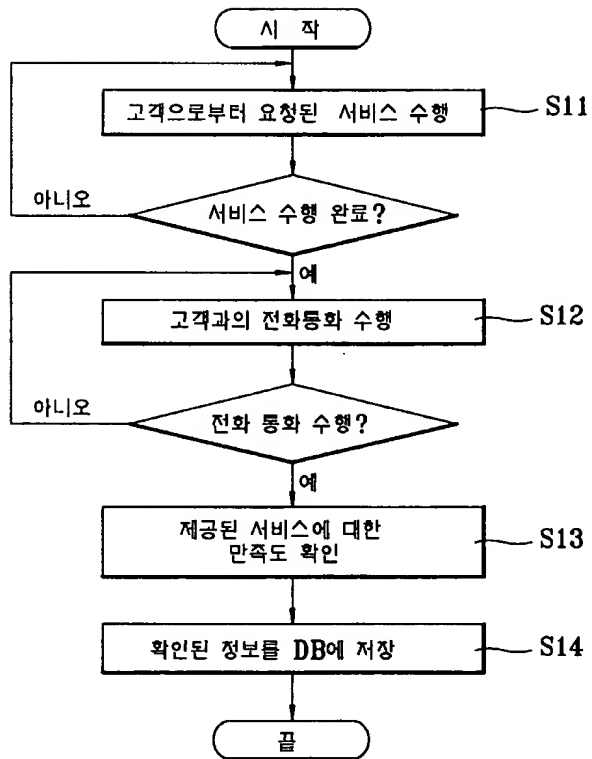 시 작
고객으로부터 요청된 서비스 수행
S11
아니오
서비스 수행 완료?
예
고객과의 전화통화 수행
S12
아니오
전화 통화 수행?
예
제공된 서비스에 대한
만족도 확인
S13
확인된 정보를 DB에 저장
S14
끝